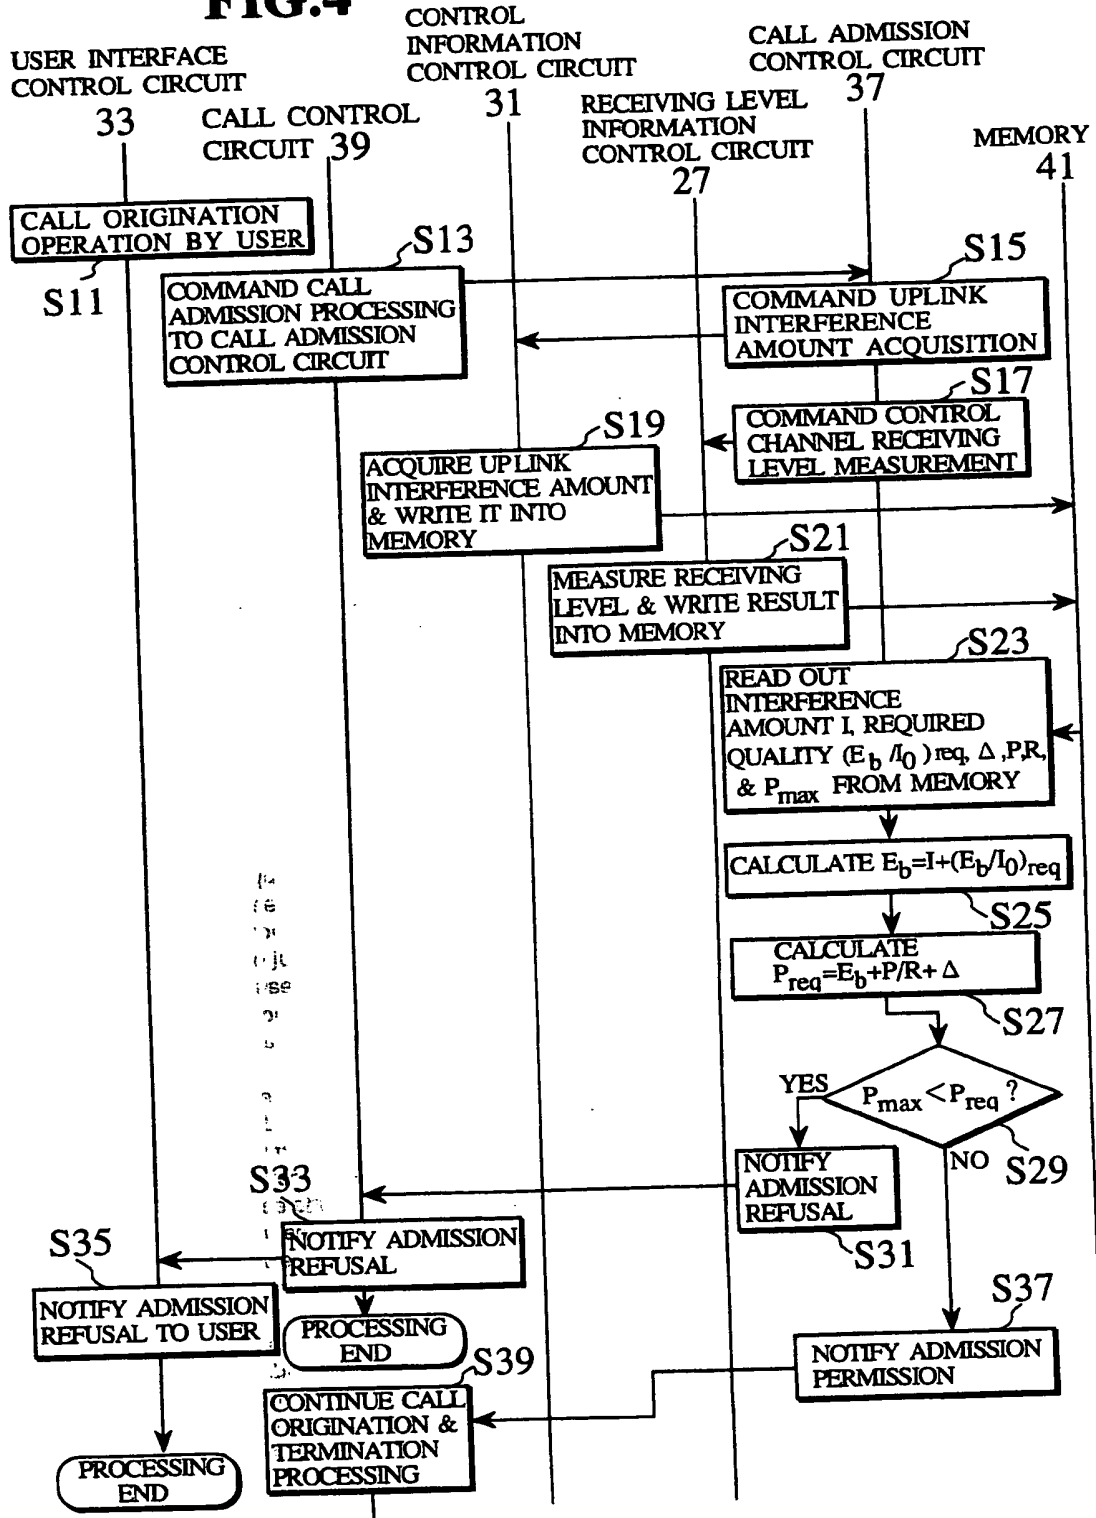 FIG.4
USER INTERFACE
CONTROL CIRCUIT
33
CALL CONTROL
CIRCUIT 39
CONTROL
INFORMATION
CONTROL CIRCUIT
31
RECEIVING LEVEL
INFORMATION
CONTROL CIRCUIT
27
CALL ADMISSION
CONTROL CIRCUIT
37
MEMORY
41
CALL ORIGINATION
OPERATION BY USER
S11
S13
COMMAND CALL
ADMISSION PROCESSING
TO CALL ADMISSION
CONTROL CIRCUIT
S15
COMMAND UPLINK
INTERFERENCE
AMOUNT ACQUISITION
S17
COMMAND CONTROL
CHANNEL RECEIVING
LEVEL MEASUREMENT
S19
ACQUIRE UPLINK
INTERFERENCE AMOUNT
& WRITE IT INTO
MEMORY
S21
MEASURE RECEIVING
LEVEL & WRITE RESULT
INTO MEMORY
S23
READ OUT
INTERFERENCE
AMOUNT I, REQUIRED
QUALITY (E_b/I_0)req, Δ,P,R,
& P_max FROM MEMORY
CALCULATE E_b=I+(E_b/I_0)_req
S25
CALCULATE
P_req=E_b+P/R+Δ
S27
P_max<P_req ?
S29
YES
NO
NOTIFY
ADMISSION
REFUSAL
S31
S33
NOTIFY ADMISSION
REFUSAL
PROCESSING
END
S35
NOTIFY ADMISSION
REFUSAL TO USER
PROCESSING
END
S37
NOTIFY ADMISSION
PERMISSION
S39
CONTINUE CALL
ORIGINATION &
TERMINATION
PROCESSING